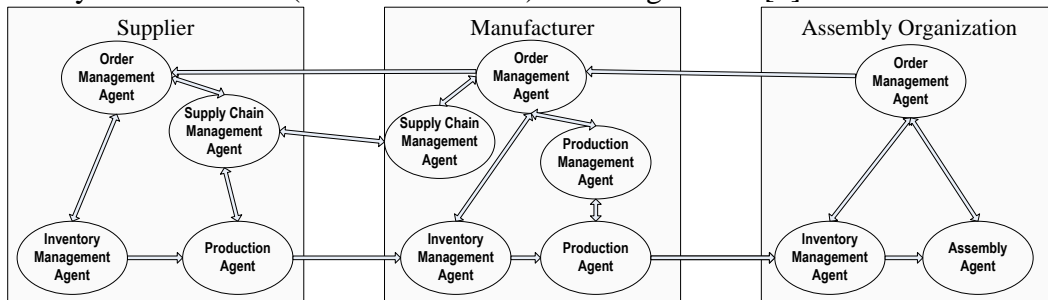 Supplier
Order
Management
Agent
Supply Chain
Management
Agent
Inventory
Management
Agent
Production
Agent
Manufacturer
Order
Management
Agent
Supply Chain
Management
Agent
Production
Management
Agent
Inventory
Management
Agent
Production
Agent
Assembly Organization
Order
Management
Agent
Inventory
Management
Agent
Assembly
Agent